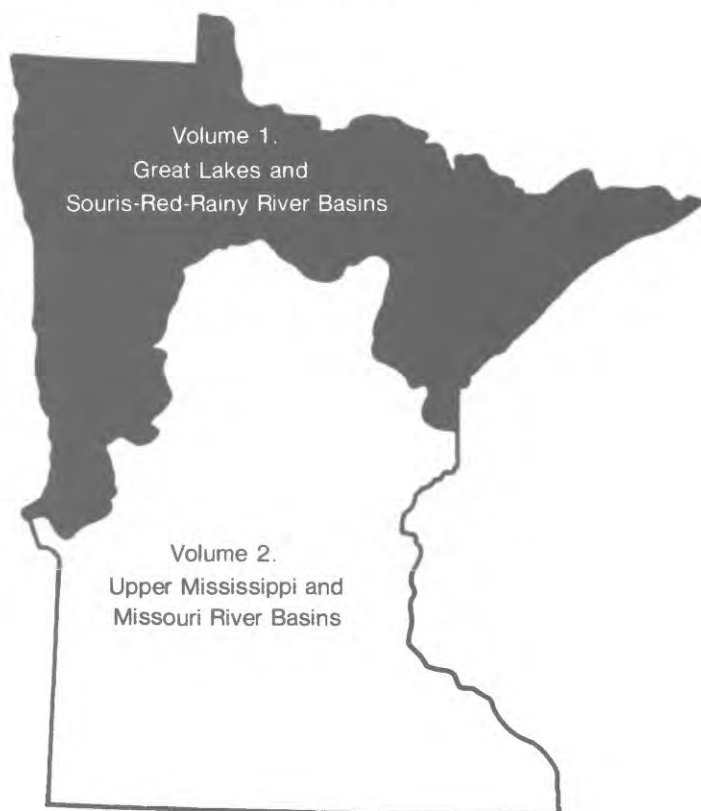 Volume 1.
Great Lakes and
Souris-Red-Rainy River Basins
Volume 2.
Upper Mississippi and
Missouri River Basins